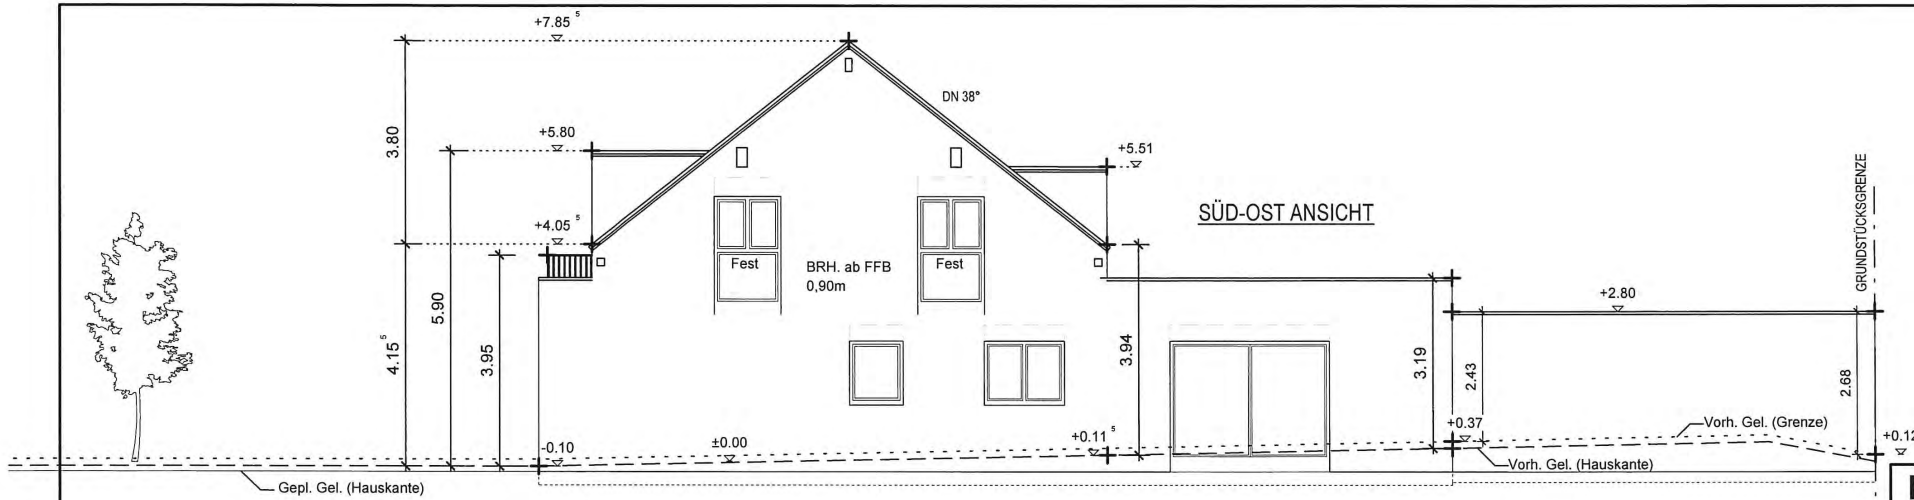 +7.85 5
DN 38°
3.80
+5.80
+5.51
GRUNDSTÜCKSGRENZE
SÜD-OST ANSICHT
+4.05 5
Fest
BRH. ab FFB
0,90m
Fest
+2.80
5.90
4.15 5
3.95
3.94
3.19
2.43
2.68
-0.10
±0.00
+0.11 5
+0.37
Vorh. Gel. (Grenze)
+0.12
Vorh. Gel. (Hauskante)
Gepl. Gel. (Hauskante)